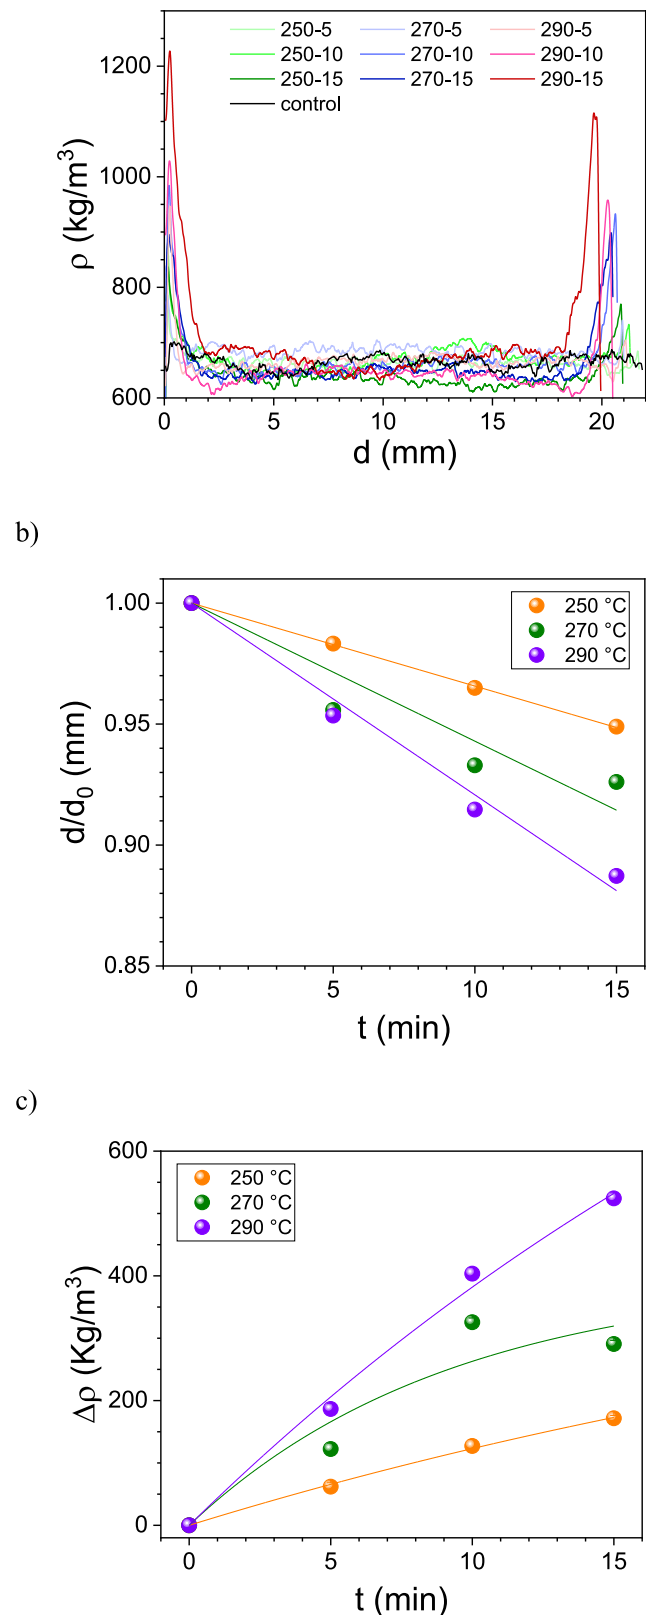 250-5 270-5 290-5
250-10 270-10 290-10
250-15 270-15 290-15
control
1200
1000
800
600
ρ (kg/m³)
0 5 10 15 20
d (mm)
b)
1.00
0.95
0.90
0.85
d/d₀ (mm)
250 °C
270 °C
290 °C
0 5 10 15
t (min)
c)
600
400
200
0
Δρ (Kg/m³)
250 °C
270 °C
290 °C
0 5 10 15
t (min)